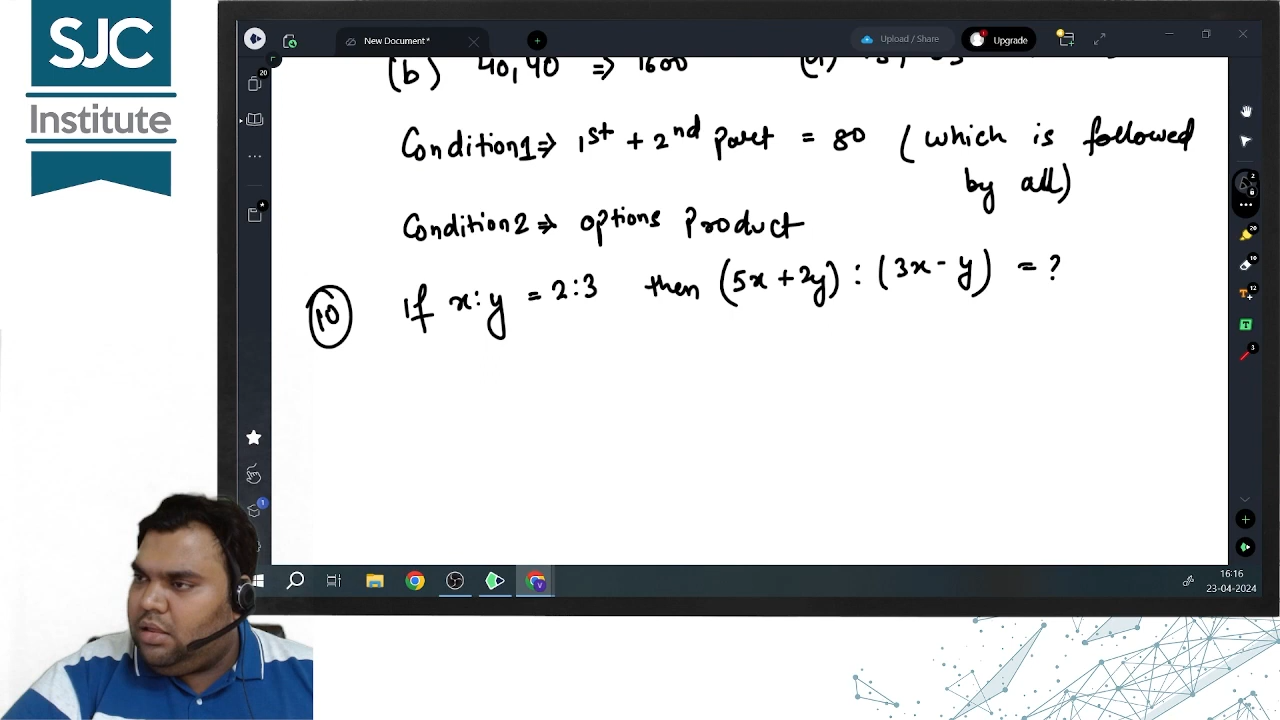 SJC
Institute
New Document*
Upload / Share
Upgrade
(b) 40,40 ⇒ 1600
Condition1⇒ 1st + 2nd Part = 80 (which is followed
by all)
Condition2⇒ options Product
10 If x:y = 2:3 then (5x+2y):(3x-y) = ?
16:16
23-04-2024